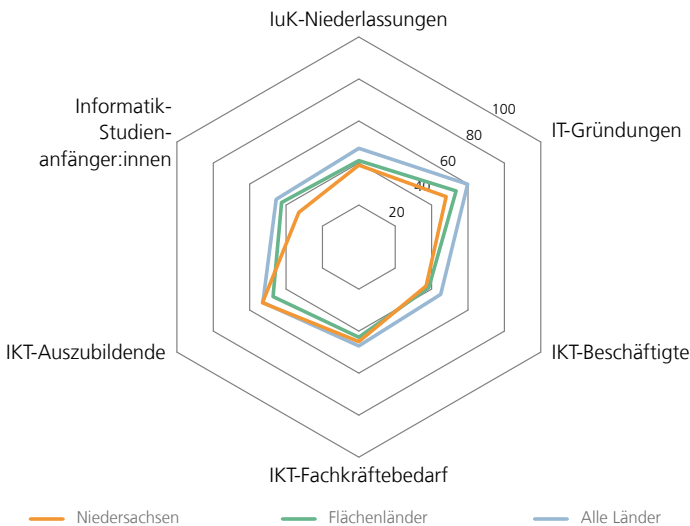 IuK-Niederlassungen
100
IT-Gründungen
80
60
40
20
Informatik-
Studien-
anfänger:innen
IKT-Auszubildende
IKT-Beschäftigte
IKT-Fachkräftebedarf
Niedersachsen
Flächenländer
Alle Länder